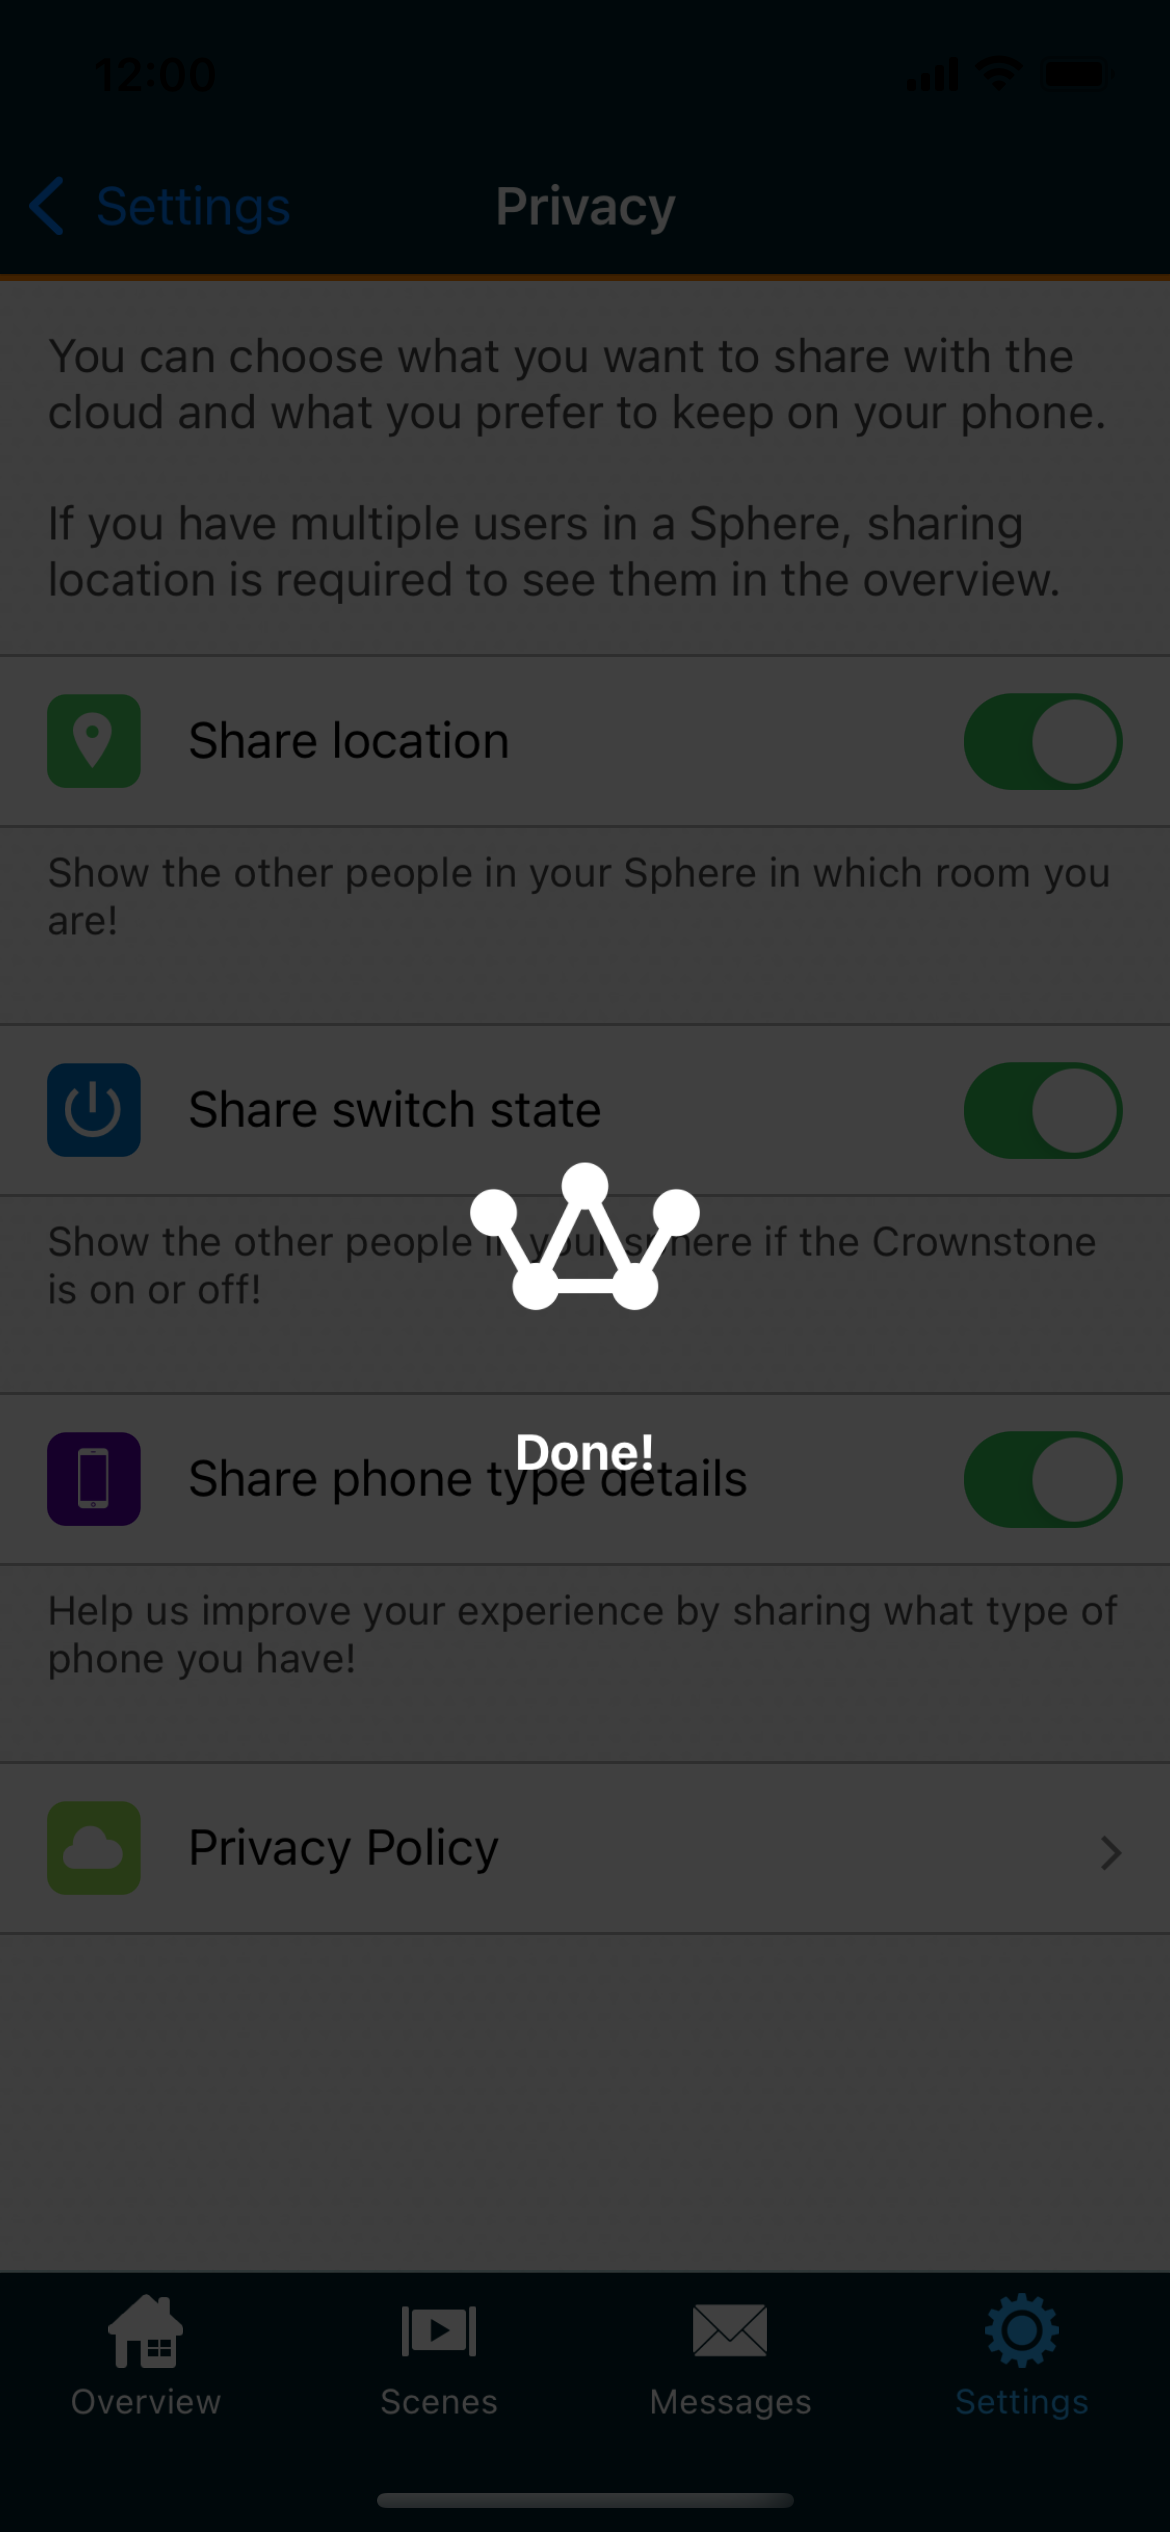 12:00
Settings
Privacy
You can choose what you want to share with the
cloud and what you prefer to keep on your phone.
If you have multiple users in a Sphere, sharing
location is required to see them in the overview.
Share location
Show the other people in your Sphere in which room you
are!
Share switch state
Show the other people in your sphere if the Crownstone
is on or off!
Done!
Share phone type details
Help us improve your experience by sharing what type of
phone you have!
Privacy Policy
Overview
Scenes
Messages
Settings